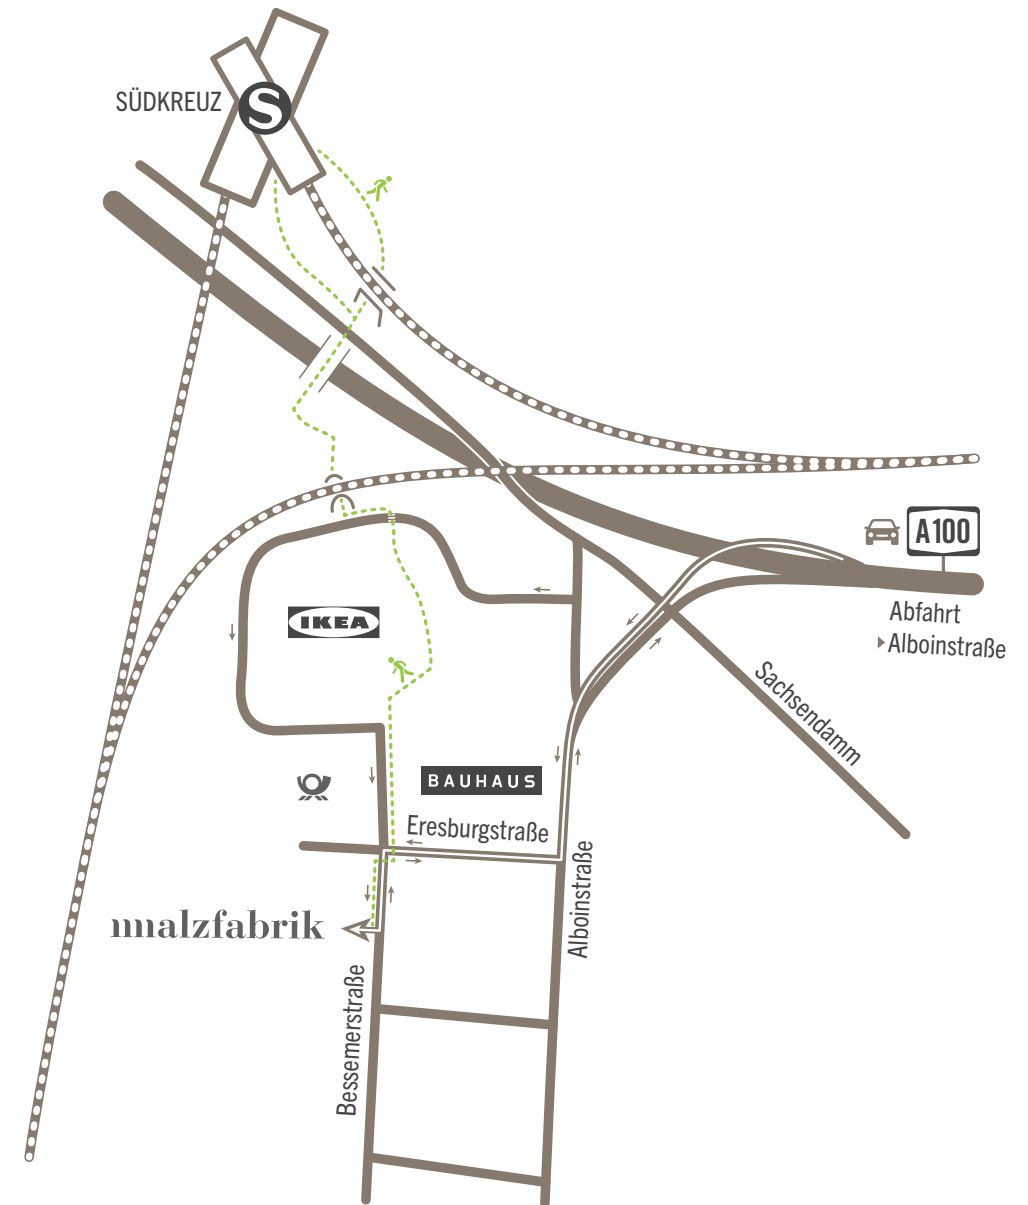 SÜDKREUZ
S
A100
Abfahrt
Alboinstraße
IKEA
Sachsendamm
BAUHAUS
Eresburgstraße
Alboinstraße
malzfabrik
Bessemerstraße